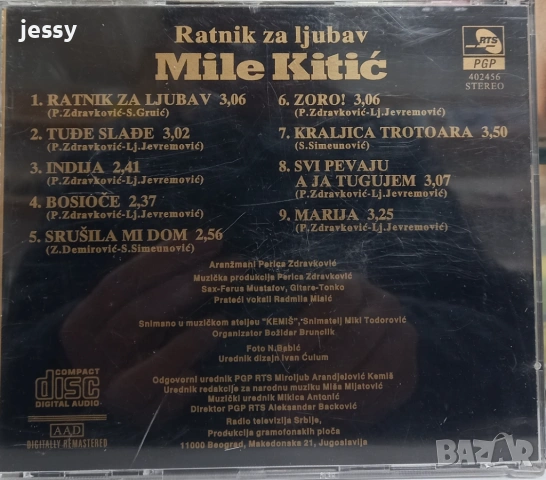 jessy
Ratnik za ljubav
Mile Kitić
RTS
PGP
402456
STEREO
1. RATNIK ZA LJUBAV 3,06
(P.Zdravković-S.Gruić)
2. TUĐE SLAĐE 3,02
(P.Zdravković-Lj.Jevremović)
3. INDIJA 2,41
(P.Zdravković-Lj.Jevremović)
4. BOSIOČE 2,37
(P.Zdravković-Lj.Jevremović)
5. SRUŠILA MI DOM 2,56
(Z.Demirović-S.Simeunović)
6. ZORO! 3,06
(P.Zdravković-Lj.Jevremović)
7. KRALJICA TROTOARA 3,50
(S.Simeunović)
8. SVI PEVAJU
A JA TUGUJEM 3,07
(P.Zdravković-Lj.Jevremović)
9. MARIJA 3,25
(P.Zdravković-Lj.Jevremović)
Aranžmani Perica Zdravković
Muzička produkcija Perica Zdravković
Sax-Ferus Mustafov, Gitare-Tonko
Prateći vokali Radmila Misić
Snimano u muzičkom ateljeu "KEMIŠ", Snimatelj Miki Todorović
Organizator Božidar Brunclik
Foto N.Babić
Urednik dizajn Ivan Ćulum
Odgovorni urednik PGP RTS Miroljub Arandjelović Kemiš
Urednik redakcije za narodnu muziku Miša Mijatović
Muzički urednik Mikica Antonić
Direktor PGP RTS Aleksandar Backović
Radio televizija Srbije,
Produkcija gramofonskih ploča
11000 Beograd, Makedonska 21, Jugoslavija
COMPACT
disc
DIGITAL AUDIO
AAD
DIGITALLY REMASTERED
BAZAR